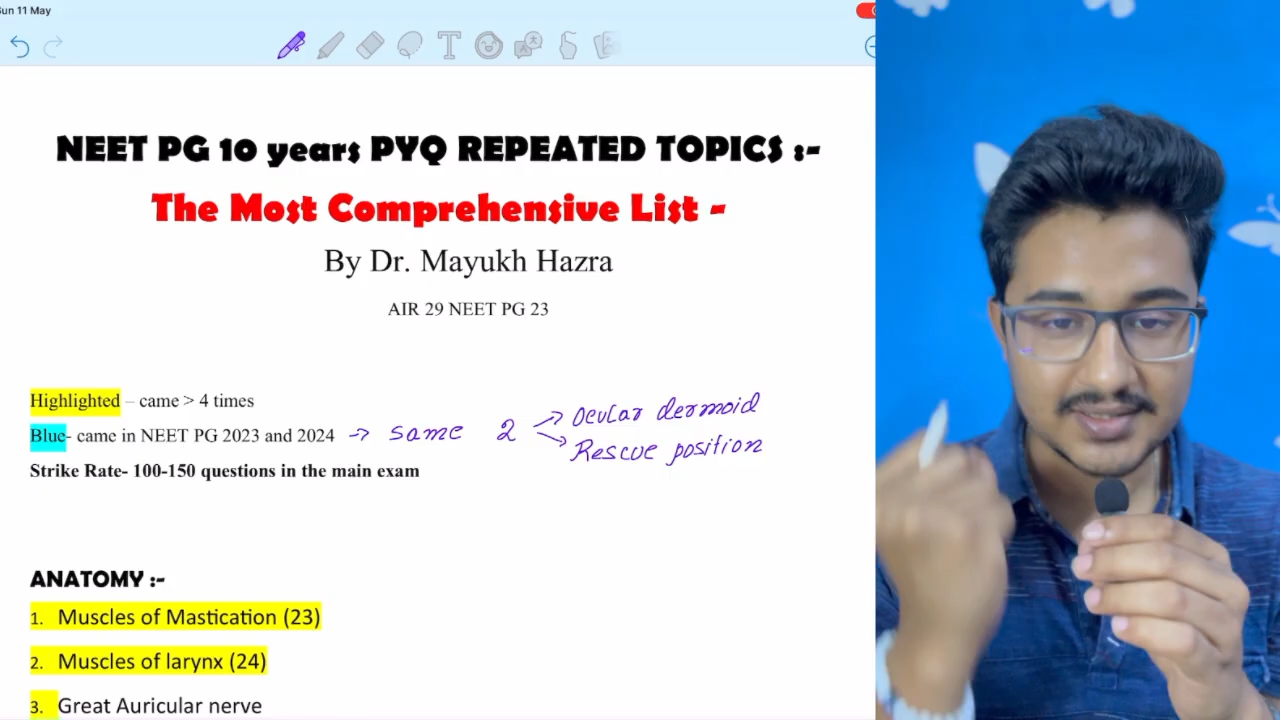 Sun 11 May
NEET PG 10 years PYQ REPEATED TOPICS :-
The Most Comprehensive List -
By Dr. Mayukh Hazra
AIR 29 NEET PG 23
Highlighted – came > 4 times
Blue- came in NEET PG 2023 and 2024 -> same 2 -> Ocular dermoid
-> Rescue position
Strike Rate- 100-150 questions in the main exam
ANATOMY :-
1. Muscles of Mastication (23)
2. Muscles of larynx (24)
3. Great Auricular nerve